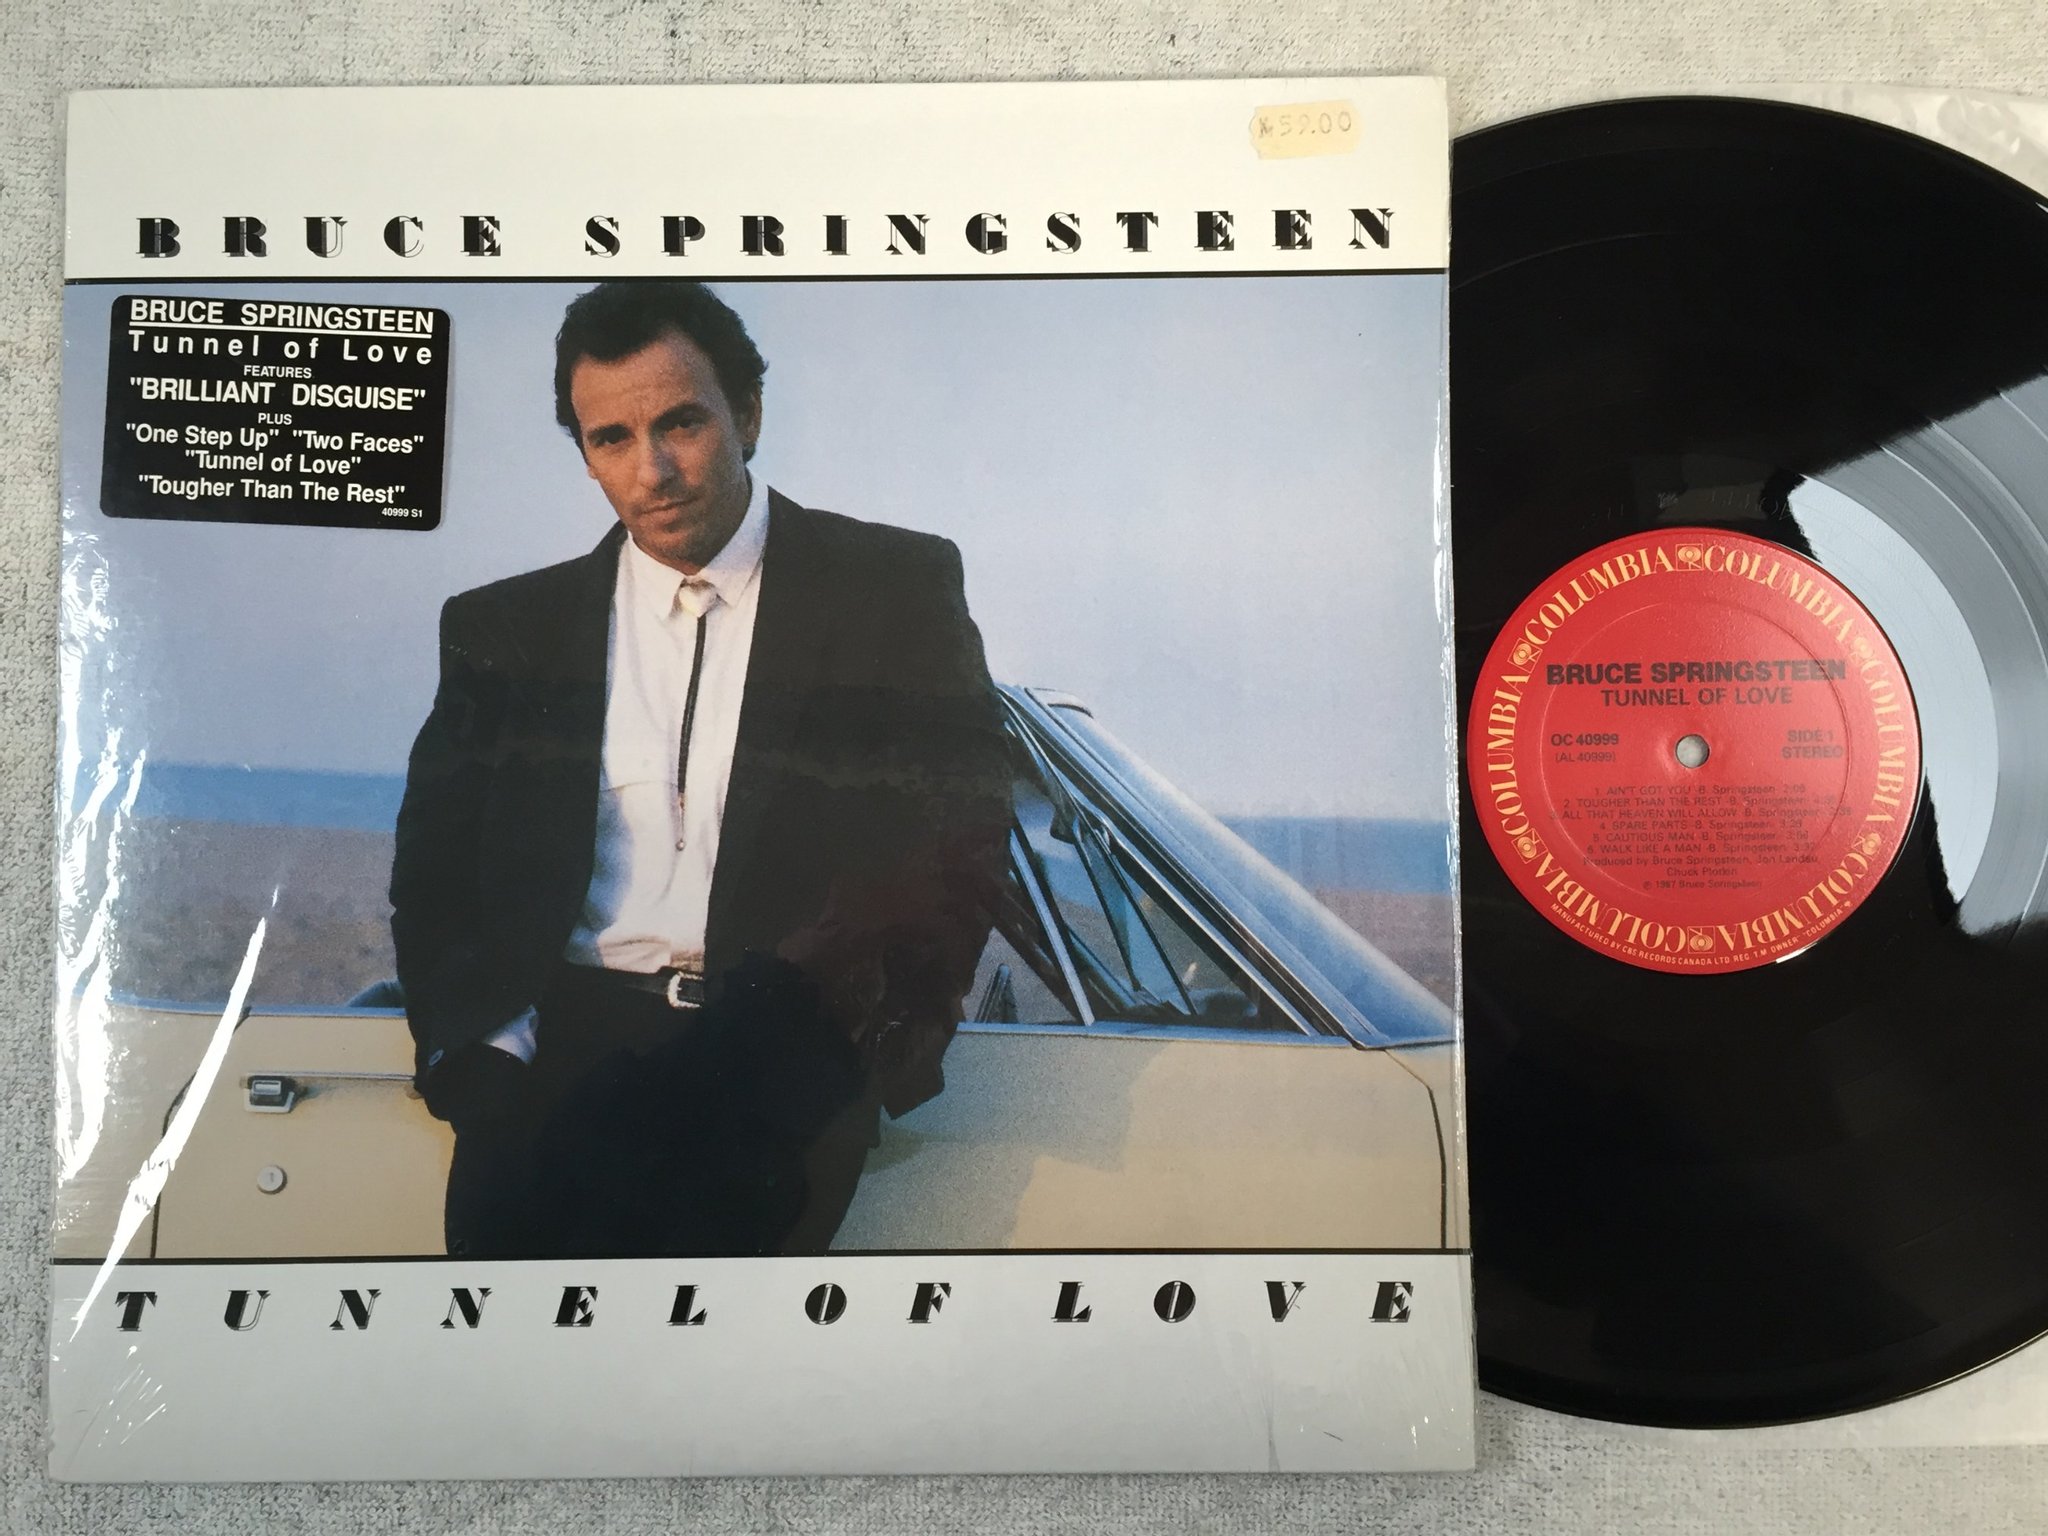 59.00
BRUCE SPRINGSTEEN
BRUCE SPRINGSTEEN
Tunnel of Love
FEATURES
"BRILLIANT DISGUISE"
PLUS
"One Step Up" "Two Faces"
"Tunnel of Love"
"Tougher Than The Rest"
40999 S1
TUNNEL OF LOVE
COLUMBIA COLUMBIA COLUMBIA COLUMBIA COLUMBIA COLUMBIA COLUMBIA
BRUCE SPRINGSTEEN
TUNNEL OF LOVE
OC 40999 SIDE 1
(AL 40999) STEREO
1. AIN'T GOT YOU -B. Springsteen
2. TOUGHER THAN THE REST -B. Springsteen
3. ALL THAT HEAVEN WILL ALLOW -B. Springsteen
4. SPARE PARTS -B. Springsteen
5. CAUTIOUS MAN -B. Springsteen
6. WALK LIKE A MAN -B. Springsteen
Produced by Bruce Springsteen, Jon Landau,
Chuck Plotkin
℗ 1987 Bruce Springsteen
MANUFACTURED BY CBS RECORDS CANADA LTD. REG. T.M. OWNER-"COLUMBIA"